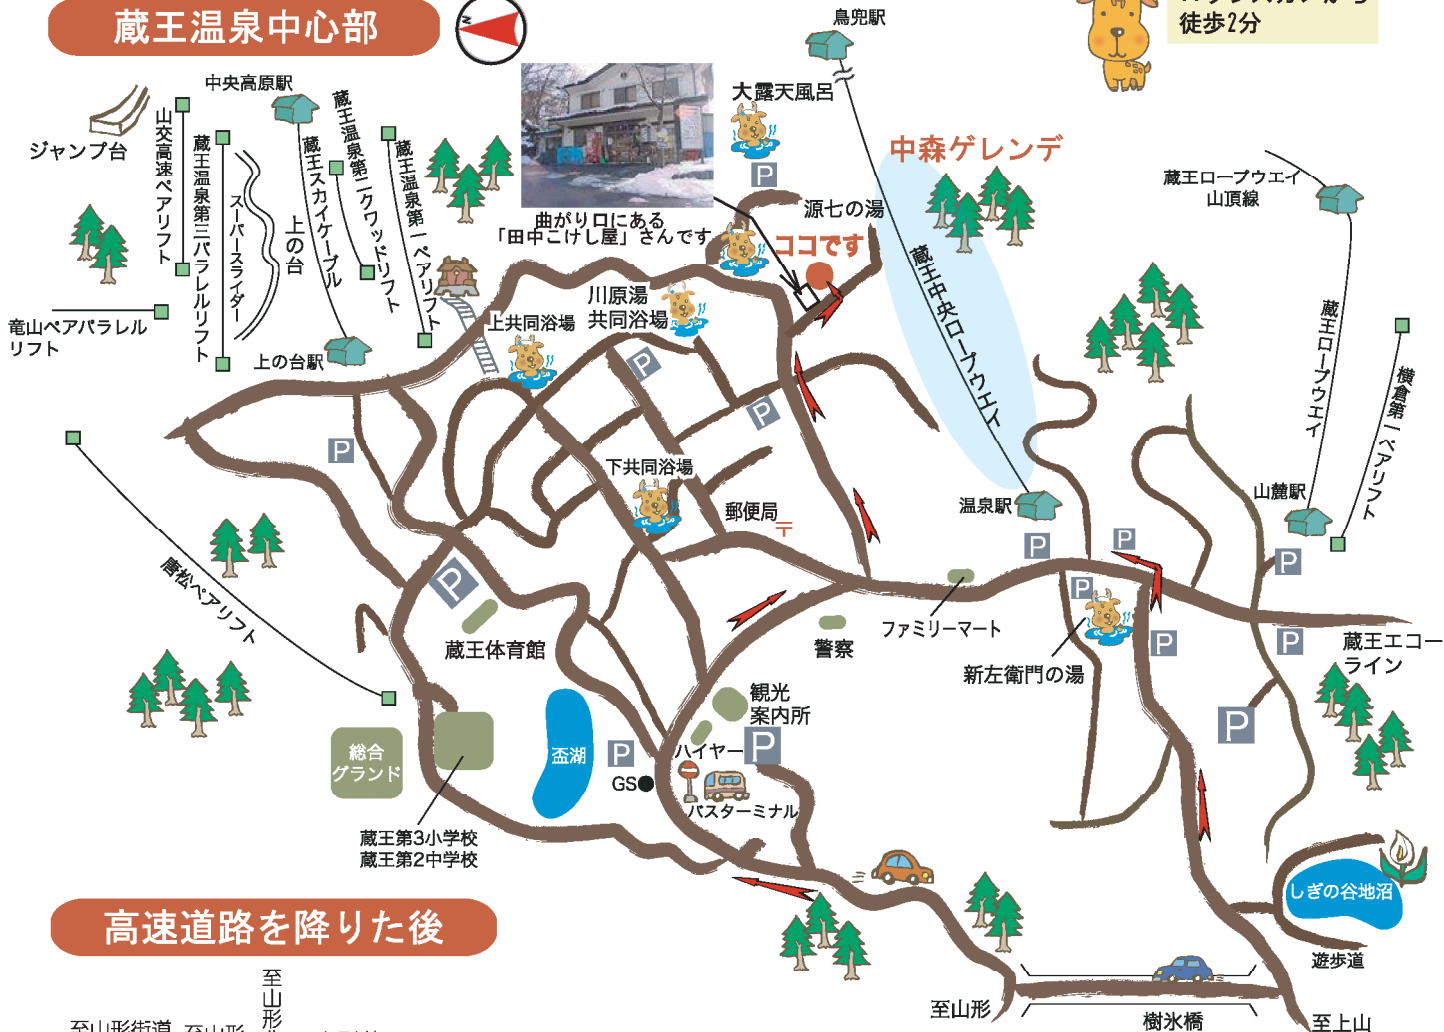 蔵王温泉中心部
N
鳥兜駅
徒歩2分
中央高原駅
大露天風呂
P
中森ゲレンデ
ジャンプ台
山交高速ペアリフト
蔵王温泉第三パラレルリフト
スーパースライダー
上の台
蔵王スカイケーブル
蔵王温泉第二クワッドリフト
蔵王温泉第一ペアリフト
曲がり口にある
「田中こけし屋」さんです
源七の湯
ココです
蔵王ロープウエイ
山頂線
竜山ペアパラレル
リフト
上の台駅
上共同浴場
川原湯
共同浴場
P
P
P
蔵王中央ロープウエイ
蔵王ロープウエイ
横倉第一ペアリフト
下共同浴場
郵便局
〒
温泉駅
山麓駅
P
P
P
唐松ペアリフト
P
蔵王体育館
警察
ファミリーマート
P
新左衛門の湯
P
P
蔵王エコー
ライン
観光
案内所
P
P
総合
グランド
盃湖
P
GS
ハイヤー
バスターミナル
蔵王第3小学校
蔵王第2中学校
しぎの谷地沼
遊歩道
高速道路を降りた後
至山形
樹氷橋
至上山
至山形街道
至山形
至山形